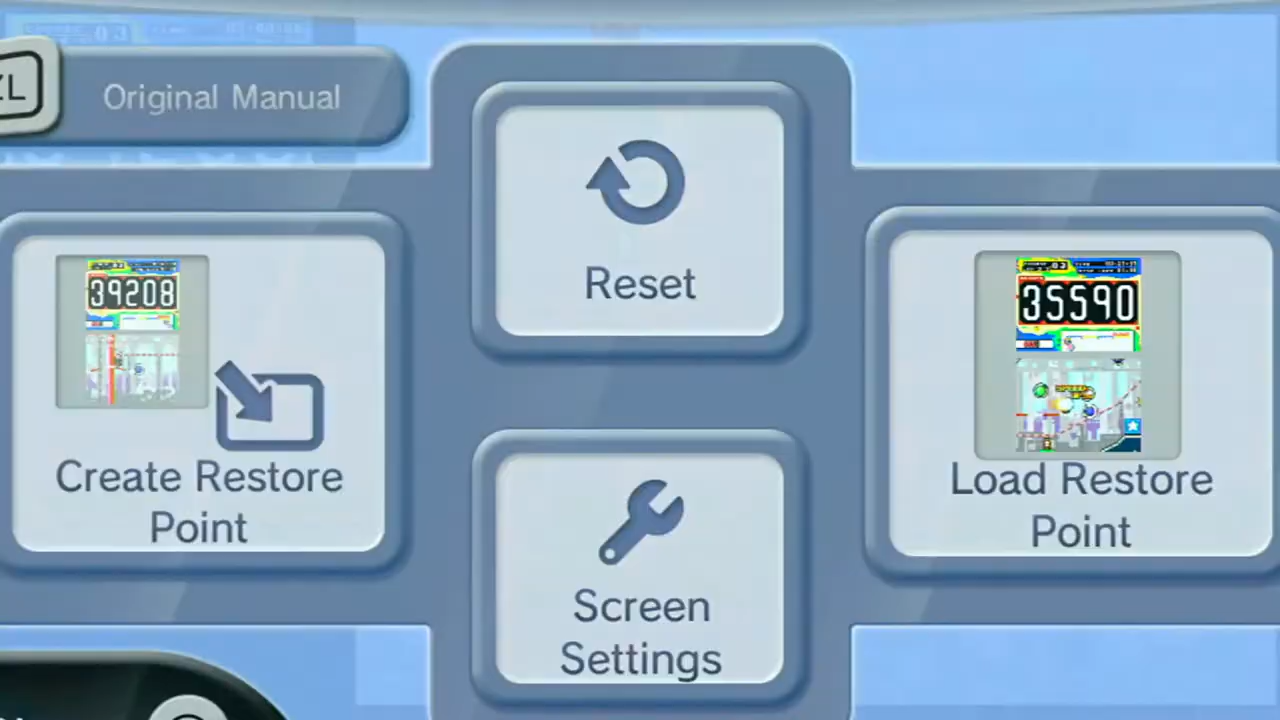 ZL
Original Manual
Reset
39208
Create Restore
Point
35590
Load Restore
Point
Screen
Settings